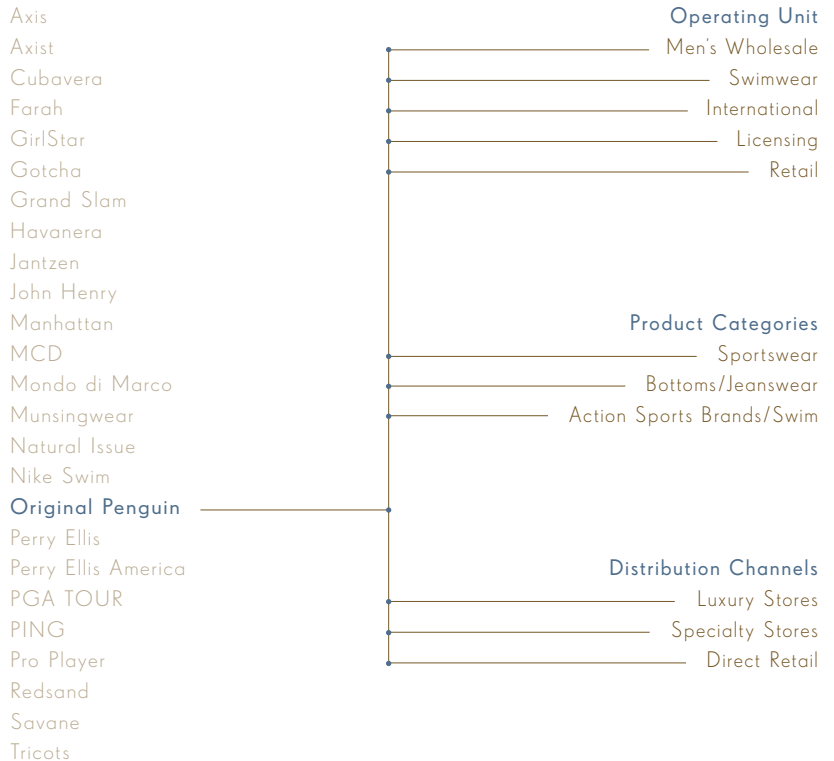 Axis
Axist
Cubavera
Farah
GirlStar
Gotcha
Grand Slam
Havanera
Jantzen
John Henry
Manhattan
MCD
Mondo di Marco
Munsingwear
Natural Issue
Nike Swim
Original Penguin
Perry Ellis
Perry Ellis America
PGA TOUR
PING
Pro Player
Redsand
Savane
Tricots
Operating Unit
Men's Wholesale
Swimwear
International
Licensing
Retail
Product Categories
Sportswear
Bottoms/Jeanswear
Action Sports Brands/Swim
Distribution Channels
Luxury Stores
Specialty Stores
Direct Retail